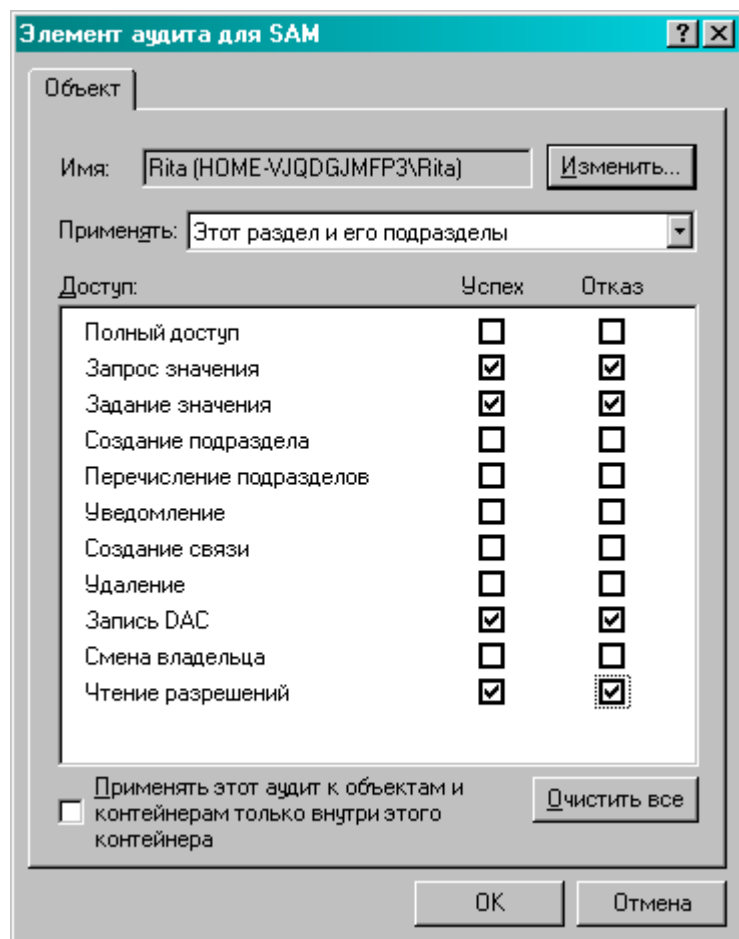 Элемент аудита для SAM
Объект
Имя: Rita (HOME-VJQDGJMFP3\Rita) Изменить...
Применять: Этот раздел и его подразделы
Доступ: Успех Отказ
Полный доступ
Запрос значения
Задание значения
Создание подраздела
Перечисление подразделов
Уведомление
Создание связи
Удаление
Запись DAC
Смена владельца
Чтение разрешений
Применять этот аудит к объектам и
контейнерам только внутри этого
контейнера
Очистить все
OK Отмена